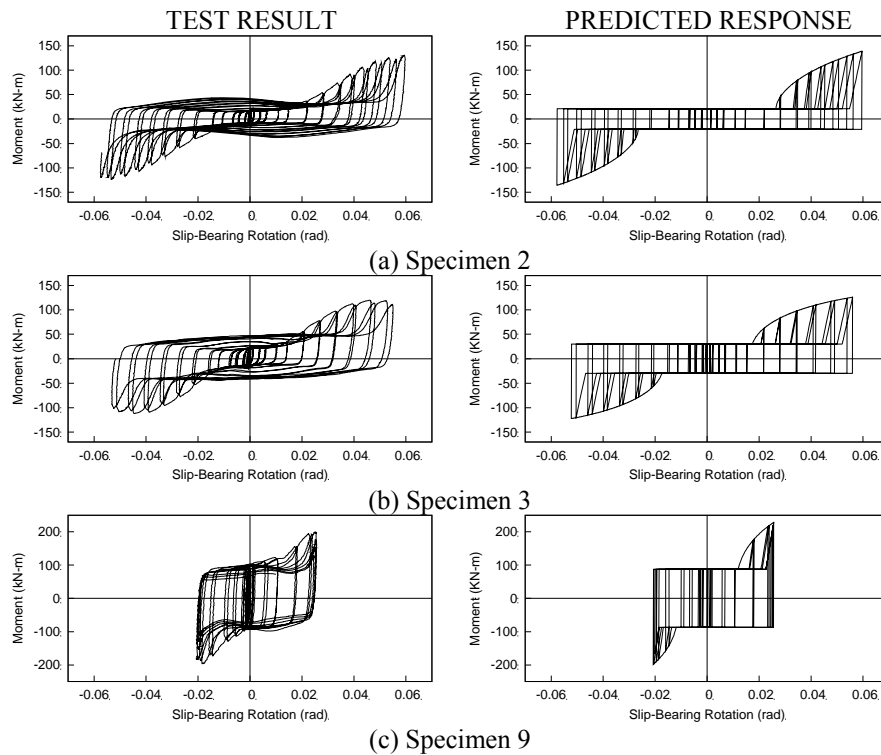 TEST RESULT PREDICTED RESPONSE
150.
100.
50.
0.
-50.
-100.
-150.
Moment (kN-m)
-0.06. -0.04. -0.02. 0. 0.02. 0.04. 0.06.
Slip-Bearing Rotation (rad).
150.
100.
50.
0.
-50.
-100.
-150.
Moment (KN-m)
-0.06. -0.04. -0.02. 0. 0.02. 0.04. 0.06.
Slip-Bearing Rotation (rad).
(a) Specimen 2
150.
100.
50.
0.
-50.
-100.
-150.
Moment (KN-m)
-0.06. -0.04. -0.02. 0. 0.02. 0.04. 0.06.
Slip-Bearing Rotation (rad).
150.
100.
50.
0.
-50.
-100.
-150.
Moment (KN-m)
-0.06. -0.04. -0.02. 0. 0.02. 0.04. 0.06.
Slip-Bearing Rotation (rad).
(b) Specimen 3
200.
100.
0.
-100.
-200.
Moment (KN-m)
-0.06. -0.04. -0.02. 0. 0.02. 0.04. 0.06.
Slip-Bearing Rotation (rad).
200.
100.
0.
-100.
-200.
Moment (KN-m)
-0.06. -0.04. -0.02. 0. 0.02. 0.04. 0.06.
Slip-Bearing Rotation (rad).
(c) Specimen 9